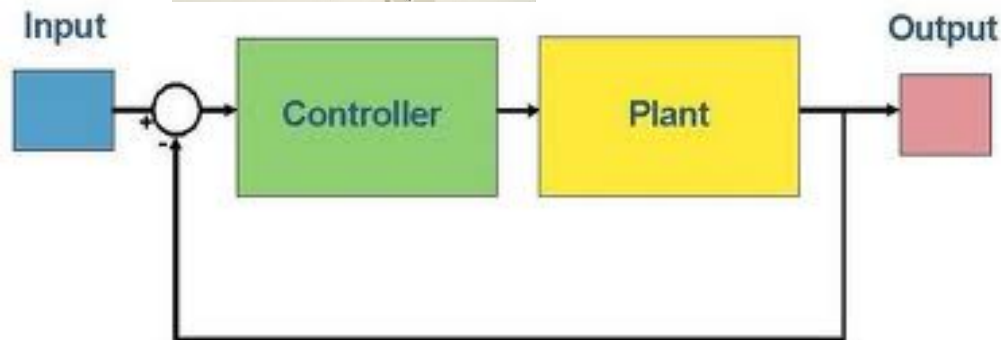 Input
Output
Controller
Plant
+
-